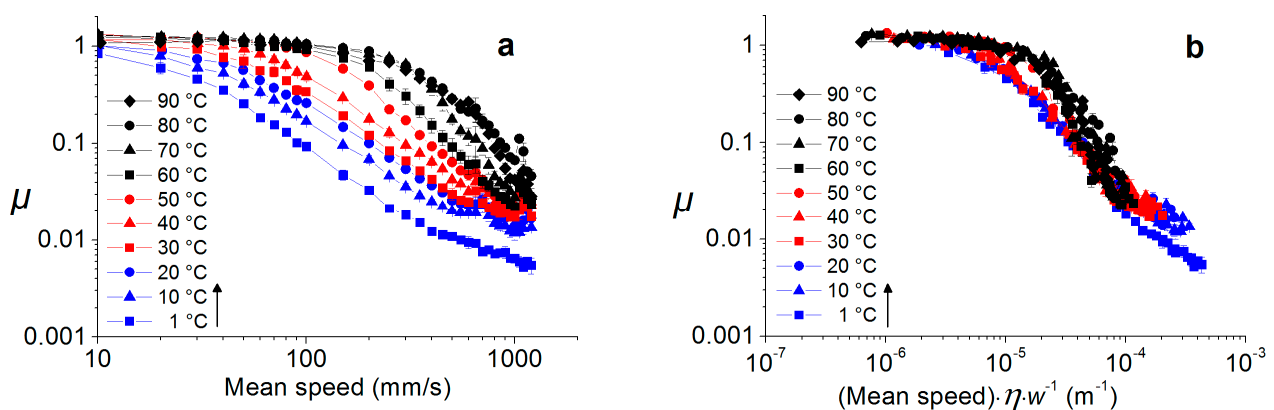 a
1
0.1
0.01
0.001
μ
90 °C
80 °C
70 °C
60 °C
50 °C
40 °C
30 °C
20 °C
10 °C
1 °C
10
100
1000
Mean speed (mm/s)
b
1
0.1
0.01
0.001
μ
90 °C
80 °C
70 °C
60 °C
50 °C
40 °C
30 °C
20 °C
10 °C
1 °C
10⁻⁷
10⁻⁶
10⁻⁵
10⁻⁴
10⁻³
(Mean speed)·η·w⁻¹ (m⁻¹)